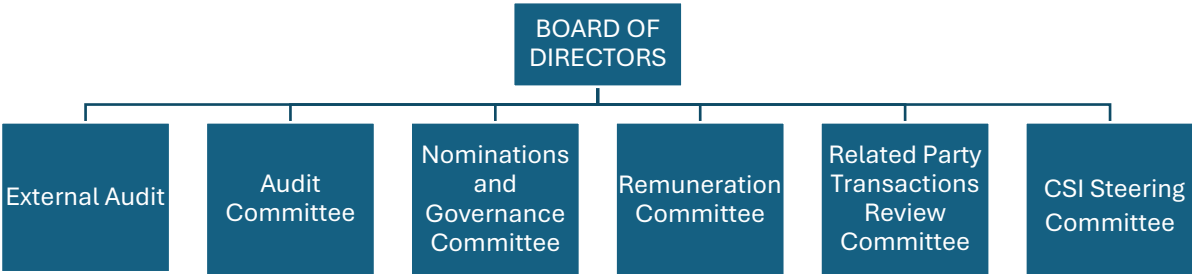 BOARD OF
DIRECTORS
External Audit
Audit
Committee
Nominations
and
Governance
Committee
Remuneration
Committee
Related Party
Transactions
Review
Committee
CSI Steering
Committee